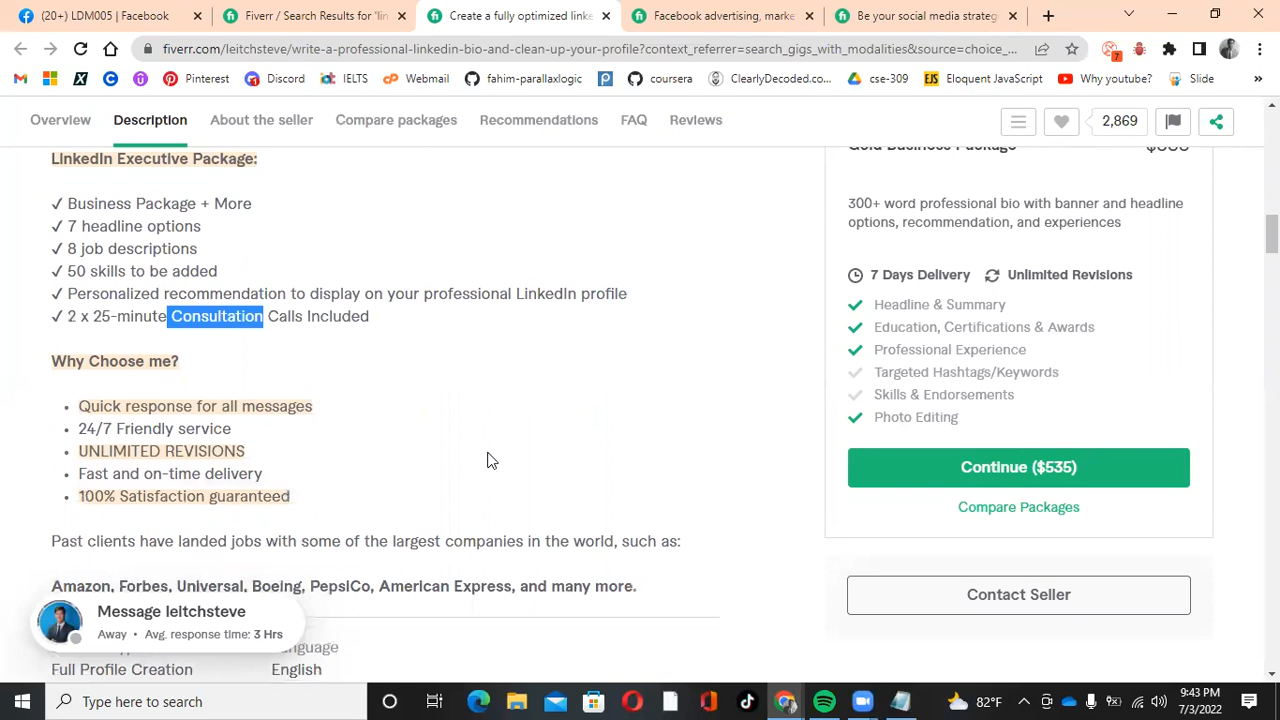 (20+) LDM005 | Facebook
Fiverr / Search Results for "lin
Create a fully optimized linke
Facebook advertising, market
Be your social media strateg
fiverr.com/leitchsteve/write-a-professional-linkedin-bio-and-clean-up-your-profile?context_referrer=search_gigs_with_modalities&source=choice_...
7
Pinterest
Discord
IELTS
Webmail
fahim-parallaxlogic
coursera
ClearlyDecoded.co...
cse-309
EJS
Eloquent JavaScript
Why youtube?
Slide
Overview
Description
About the seller
Compare packages
Recommendations
FAQ
Reviews
2,869
LinkedIn Executive Package:
✓ Business Package + More
✓ 7 headline options
✓ 8 job descriptions
✓ 50 skills to be added
✓ Personalized recommendation to display on your professional LinkedIn profile
✓ 2 x 25-minute Consultation Calls Included
Why Choose me?
• Quick response for all messages
• 24/7 Friendly service
• UNLIMITED REVISIONS
• Fast and on-time delivery
• 100% Satisfaction guaranteed
Past clients have landed jobs with some of the largest companies in the world, such as:
Amazon, Forbes, Universal, Boeing, PepsiCo, American Express, and many more.
Message leitchsteve
Away • Avg. response time: 3 Hrs
Full Profile Creation
English
Gold Business Package
300+ word professional bio with banner and headline
options, recommendation, and experiences
7 Days Delivery
Unlimited Revisions
Headline & Summary
Education, Certifications & Awards
Professional Experience
Targeted Hashtags/Keywords
Skills & Endorsements
Photo Editing
Continue ($535)
Compare Packages
Contact Seller
Type here to search
82°F
9:43 PM
7/3/2022